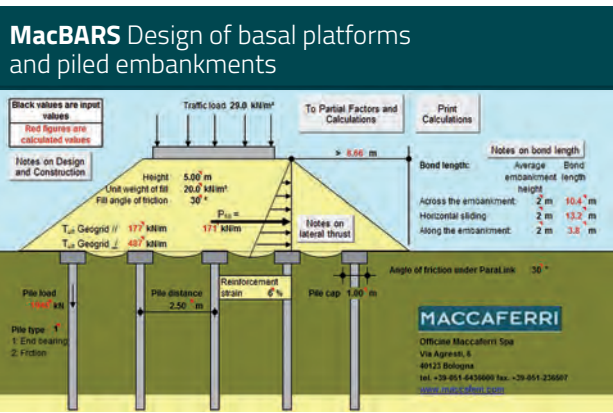 MacBARS Design of basal platforms
and piled embankments
Black values are input
values
Red figures are
calculated values
Notes on Design
and Construction
Traffic load 29.0 kN/m²
To Partial Factors and
Calculations
Print
Calculations
> 8.66 m
Notes on bond length
Bond length: Average Bond
embankment length
height
Across the embankment: 2 m 10.4 m
Horizontal sliding 2 m 13.2 m
Along the embankment: 2 m 3.8 m
Height 5.00 m
Unit weight of fill 20.0 kN/m³
Fill angle of friction 30 °
Geogrid // 177 kN/m
Geogrid ⊥ 487 kN/m
171 kN/m
Notes on
lateral thrust
Angle of friction under ParaLink 30 °
Pile load
kN
Pile distance
2.50 m
Reinforcement
strain 6 %
Pile cap 1.00 m
Pile type 1
1: End bearing
2: Friction
MACCAFERRI
Officine Maccaferri Spa
Via Agresti, 6
40123 Bologna
www.maccaferri.com